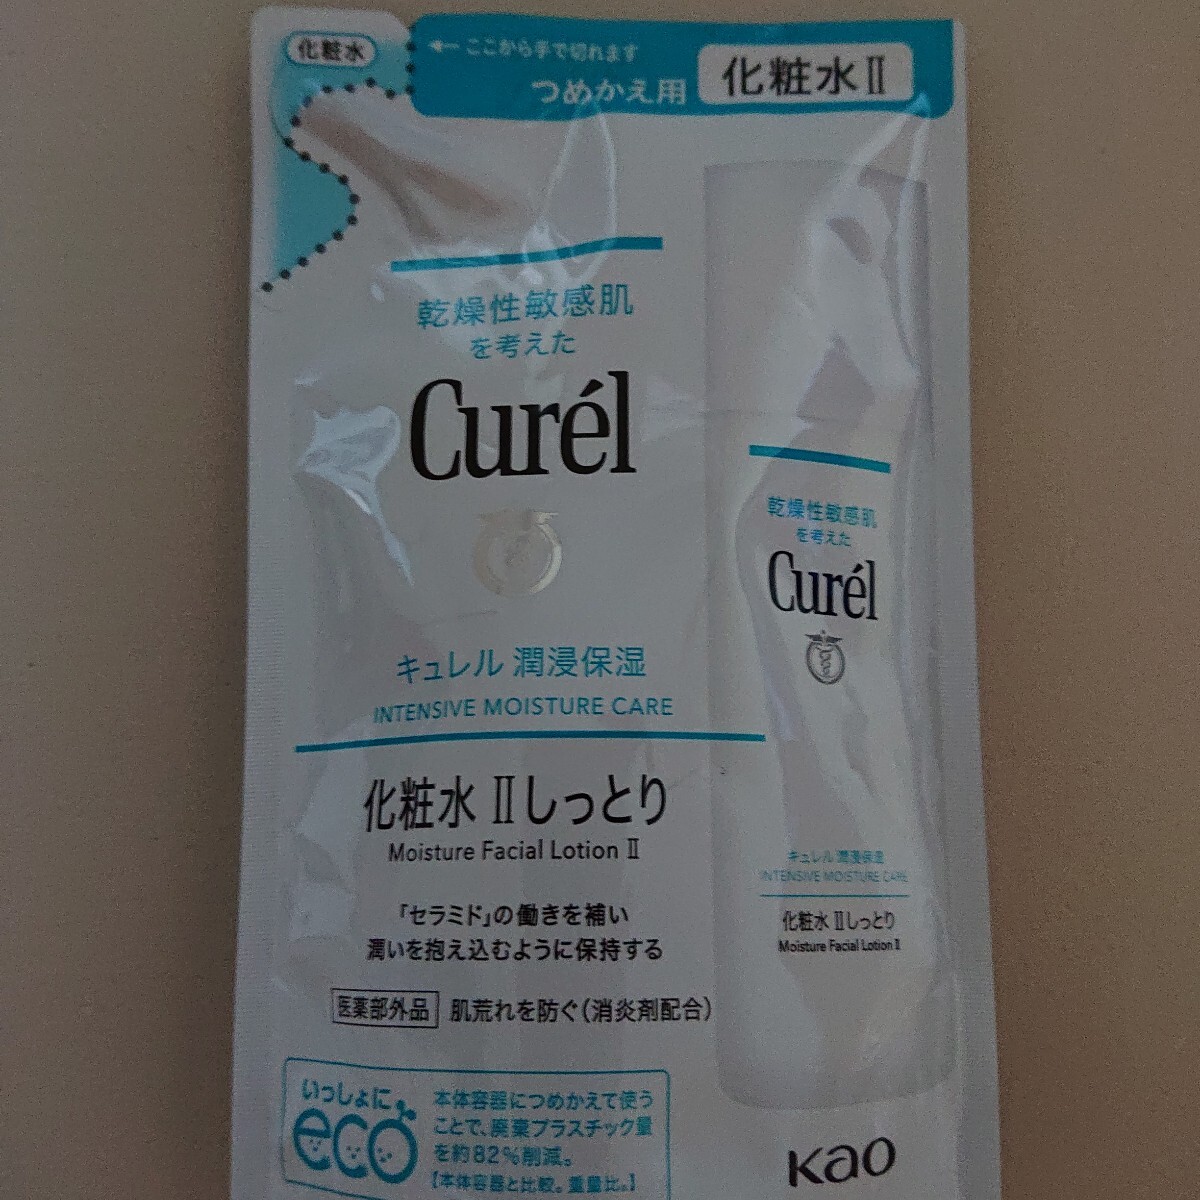 化粧水
←ここから手で切れます
つめかえ用 化粧水Ⅱ
乾燥性敏感肌
を考えた
Curél
キュレル 潤浸保湿
INTENSIVE MOISTURE CARE
化粧水 Ⅱしっとり
Moisture Facial Lotion Ⅱ
「セラミド」の働きを補い
潤いを抱え込むように保持する
医薬部外品 肌荒れを防ぐ(消炎剤配合)
いっしょに
eco
本体容器につめかえて使う
ことで、廃棄プラスチック量
を約82%削減。
【本体容器と比較。重量比。】
乾燥性敏感肌
を考えた
Curél
キュレル 潤浸保湿
INTENSIVE MOISTURE CARE
化粧水 Ⅱしっとり
Moisture Facial Lotion Ⅱ
Kao